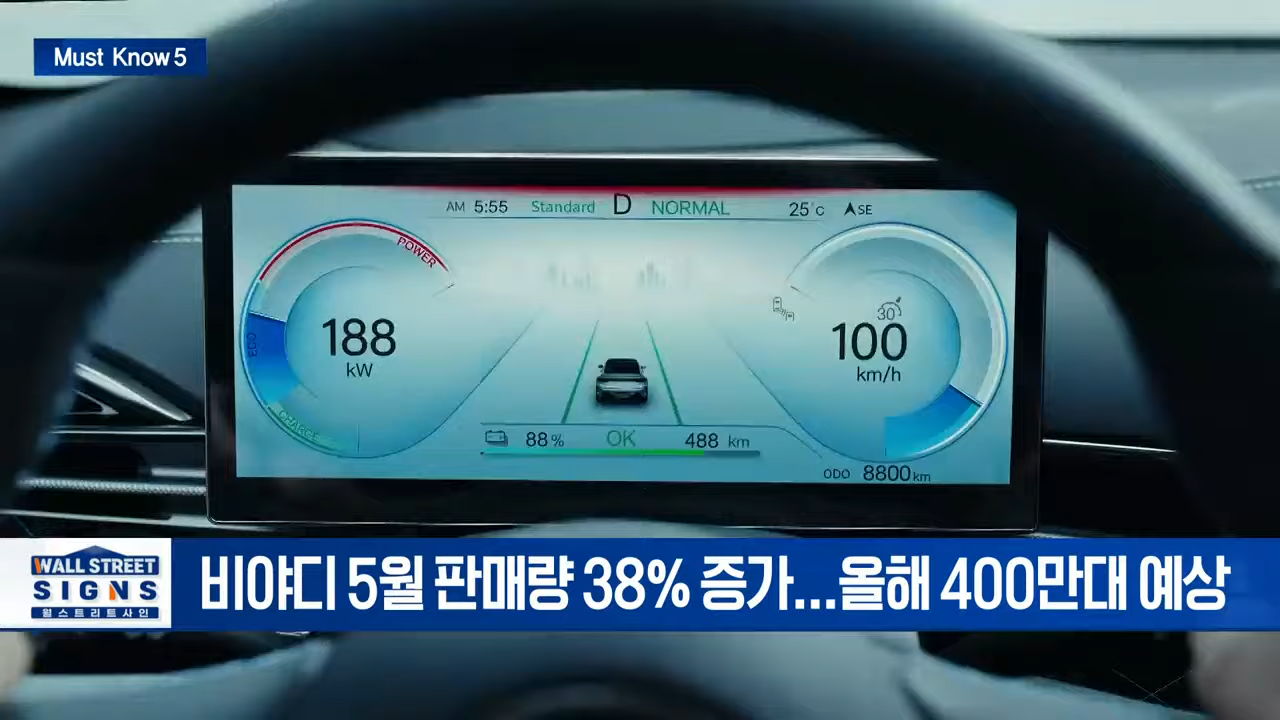 Must Know 5
AM 5:55 Standard D NORMAL 25°C SE
POWER
ECO
CHARGE
188
kW
30
100
km/h
88% OK 488 km
ODO 8800km
WALL STREET
SIGNS
월스트리트사인
비야디 5월 판매량 38% 증가...올해 400만대 예상